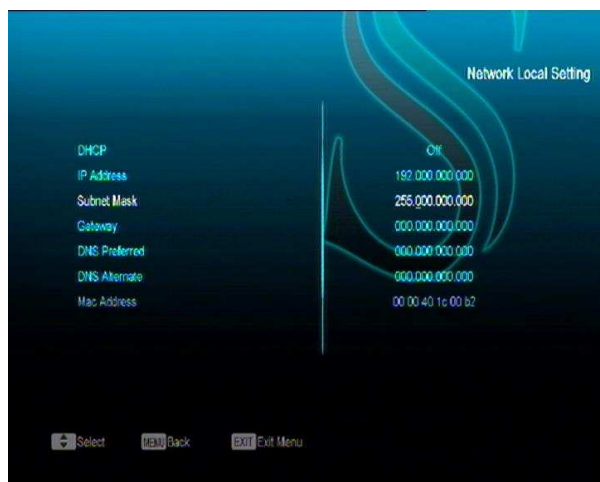 Network Local Setting
DHCP Off
IP Address 192.000.000.000
Subnet Mask 255.000.000.000
Gateway 000.000.000.000
DNS Preferred 000.000.000.000
DNS Alternate 000.000.000.000
Mac Address 00 00 40 1c 00 b2
Select MENU Back EXIT Exit Menu